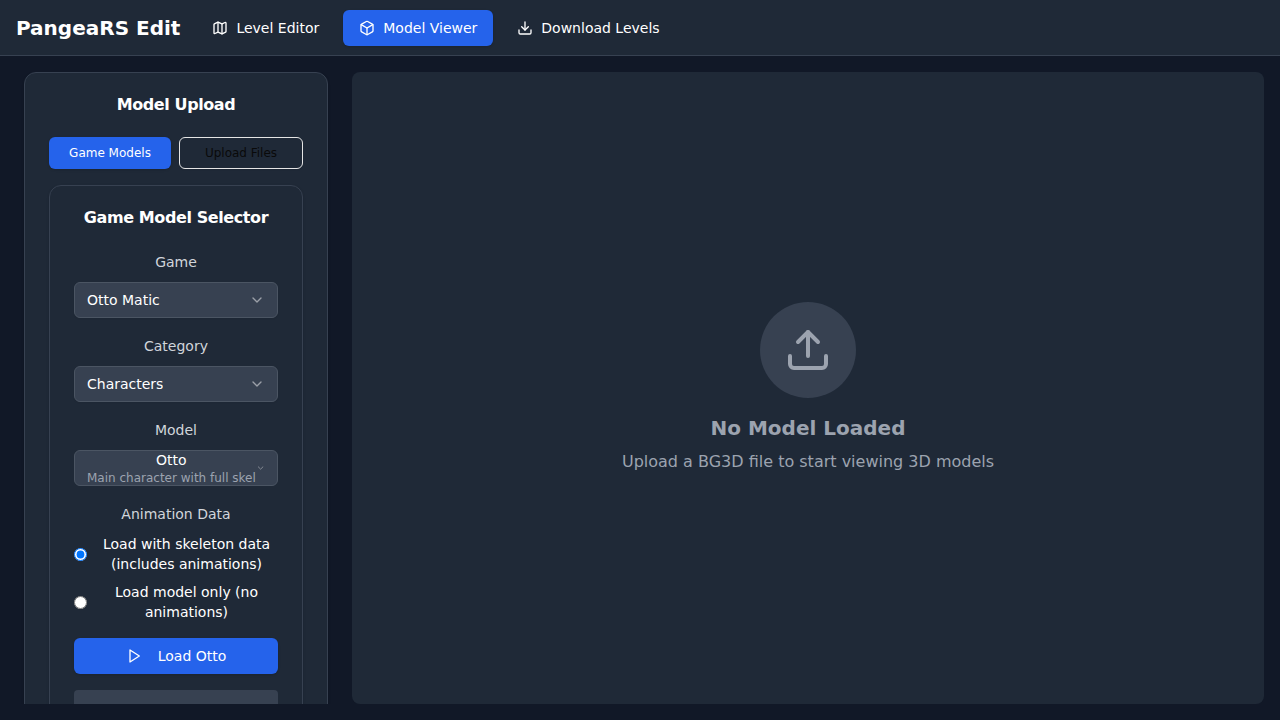 PangeaRS Edit
Level Editor
Model Viewer
Download Levels
Model Upload
Game Models
Upload Files
Game Model Selector
Game
Otto Matic
Category
Characters
Model
Otto
Main character with full skel
Animation Data
Load with skeleton data
(includes animations)
Load model only (no
animations)
Load Otto
No Model Loaded
Upload a BG3D file to start viewing 3D models